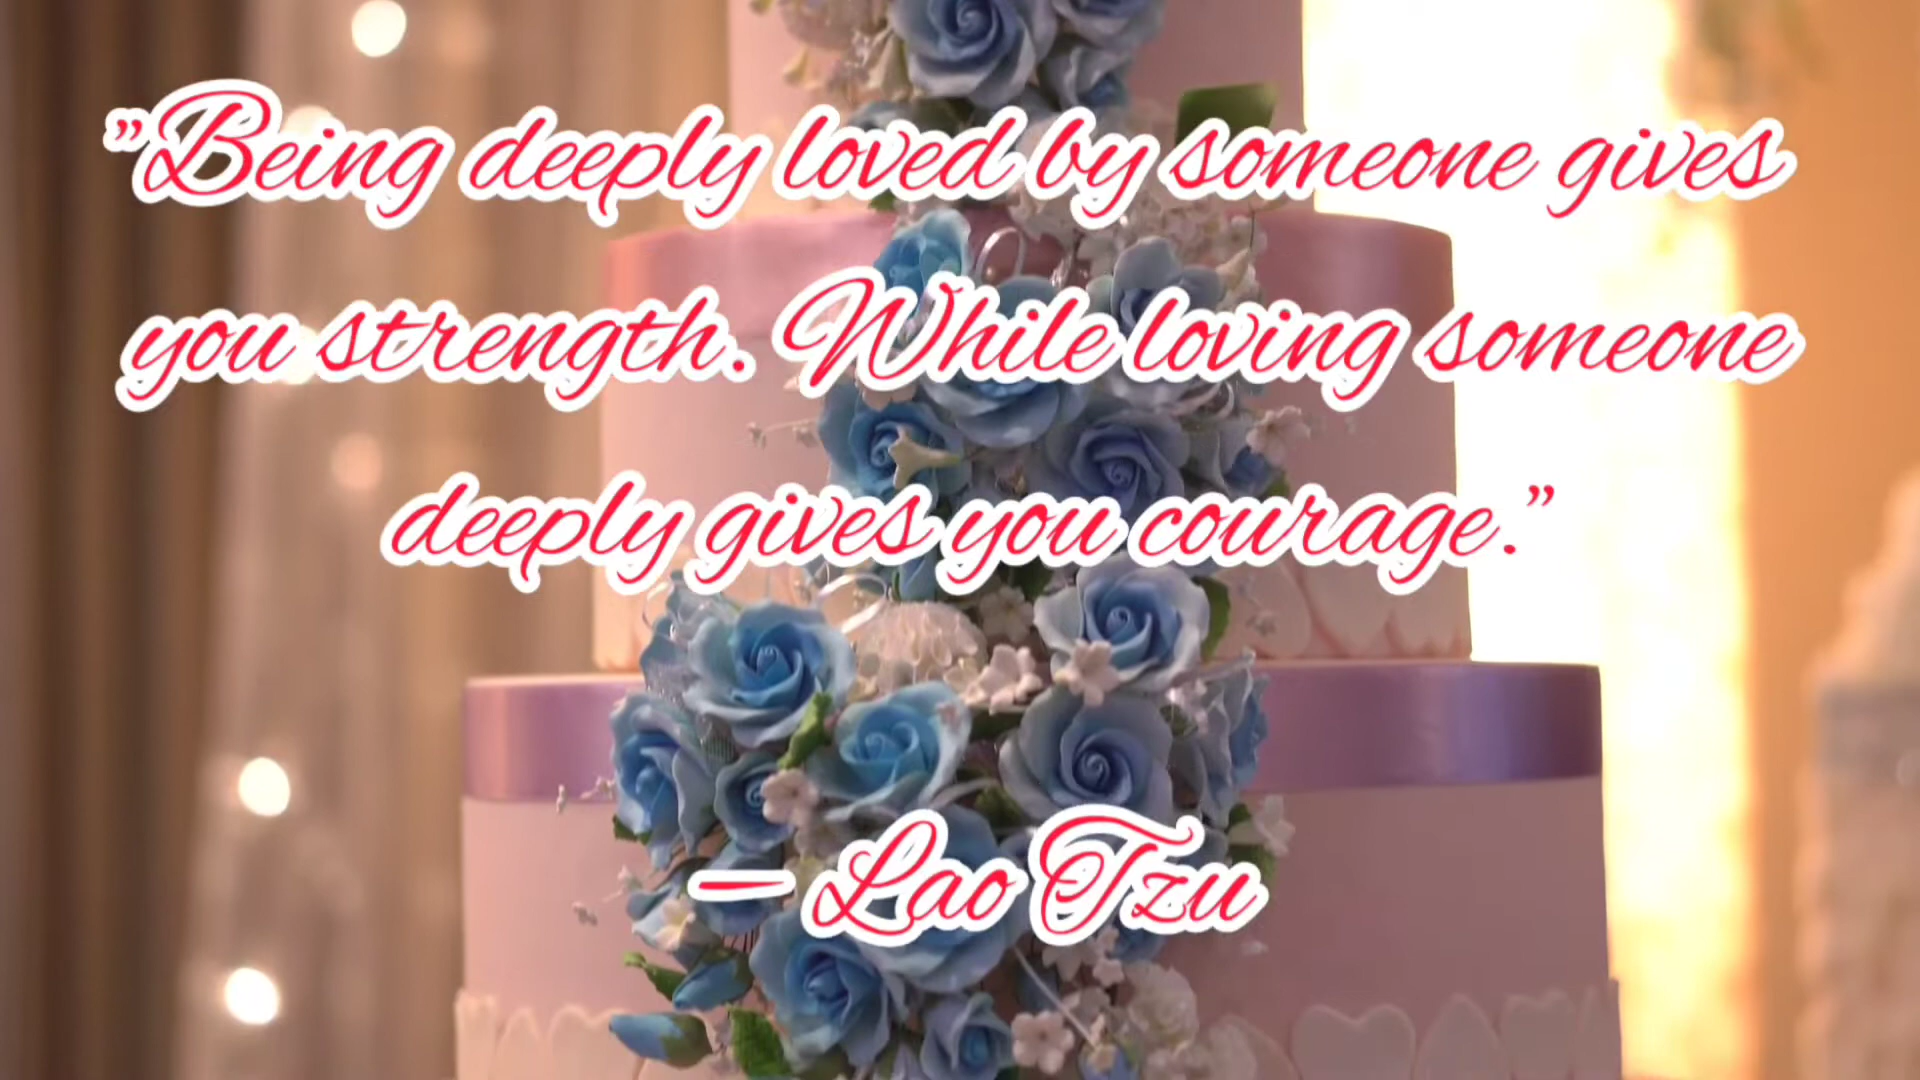 ”Being deeply loved by someone gives
you strength. While loving someone
deeply gives you courage.”
— Lao Tzu